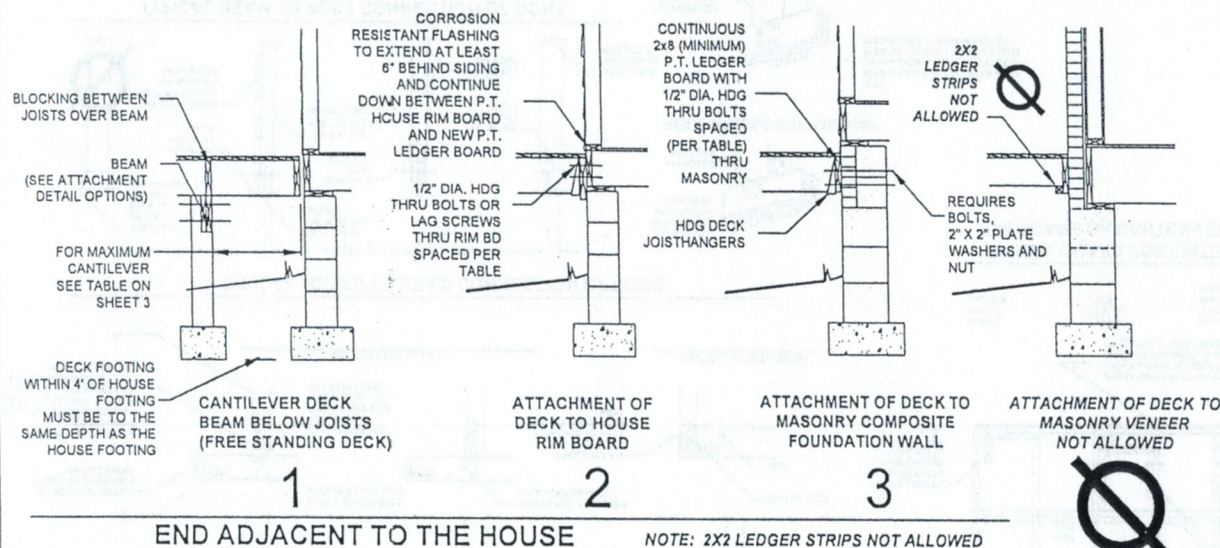 CORROSION
RESISTANT FLASHING
TO EXTEND AT LEAST
6" BEHIND SIDING
AND CONTINUE
DOWN BETWEEN P.T.
HOUSE RIM BOARD
AND NEW P.T.
LEDGER BOARD
BLOCKING BETWEEN
JOISTS OVER BEAM
BEAM
(SEE ATTACHMENT
DETAIL OPTIONS)
FOR MAXIMUM
CANTILEVER
SEE TABLE ON
SHEET 3
DECK FOOTING
WITHIN 4' OF HOUSE
FOOTING
MUST BE TO THE
SAME DEPTH AS THE
HOUSE FOOTING
CANTILEVER DECK
BEAM BELOW JOISTS
(FREE STANDING DECK)
1
1/2" DIA. HDG
THRU BOLTS OR
LAG SCREWS
THRU RIM BD
SPACED PER
TABLE
ATTACHMENT OF
DECK TO HOUSE
RIM BOARD
2
CONTINUOUS
2x8 (MINIMUM)
P.T. LEDGER
BOARD WITH
1/2" DIA. HDG
THRU BOLTS
SPACED
(PER TABLE)
THRU
MASONRY
HDG DECK
JOISTHANGERS
ATTACHMENT OF DECK TO
MASONRY COMPOSITE
FOUNDATION WALL
3
2X2
LEDGER
STRIPS
NOT
ALLOWED
REQUIRES
BOLTS,
2" X 2" PLATE
WASHERS AND
NUT
ATTACHMENT OF DECK TO
MASONRY VENEER
NOT ALLOWED
END ADJACENT TO THE HOUSE
NOTE: 2X2 LEDGER STRIPS NOT ALLOWED